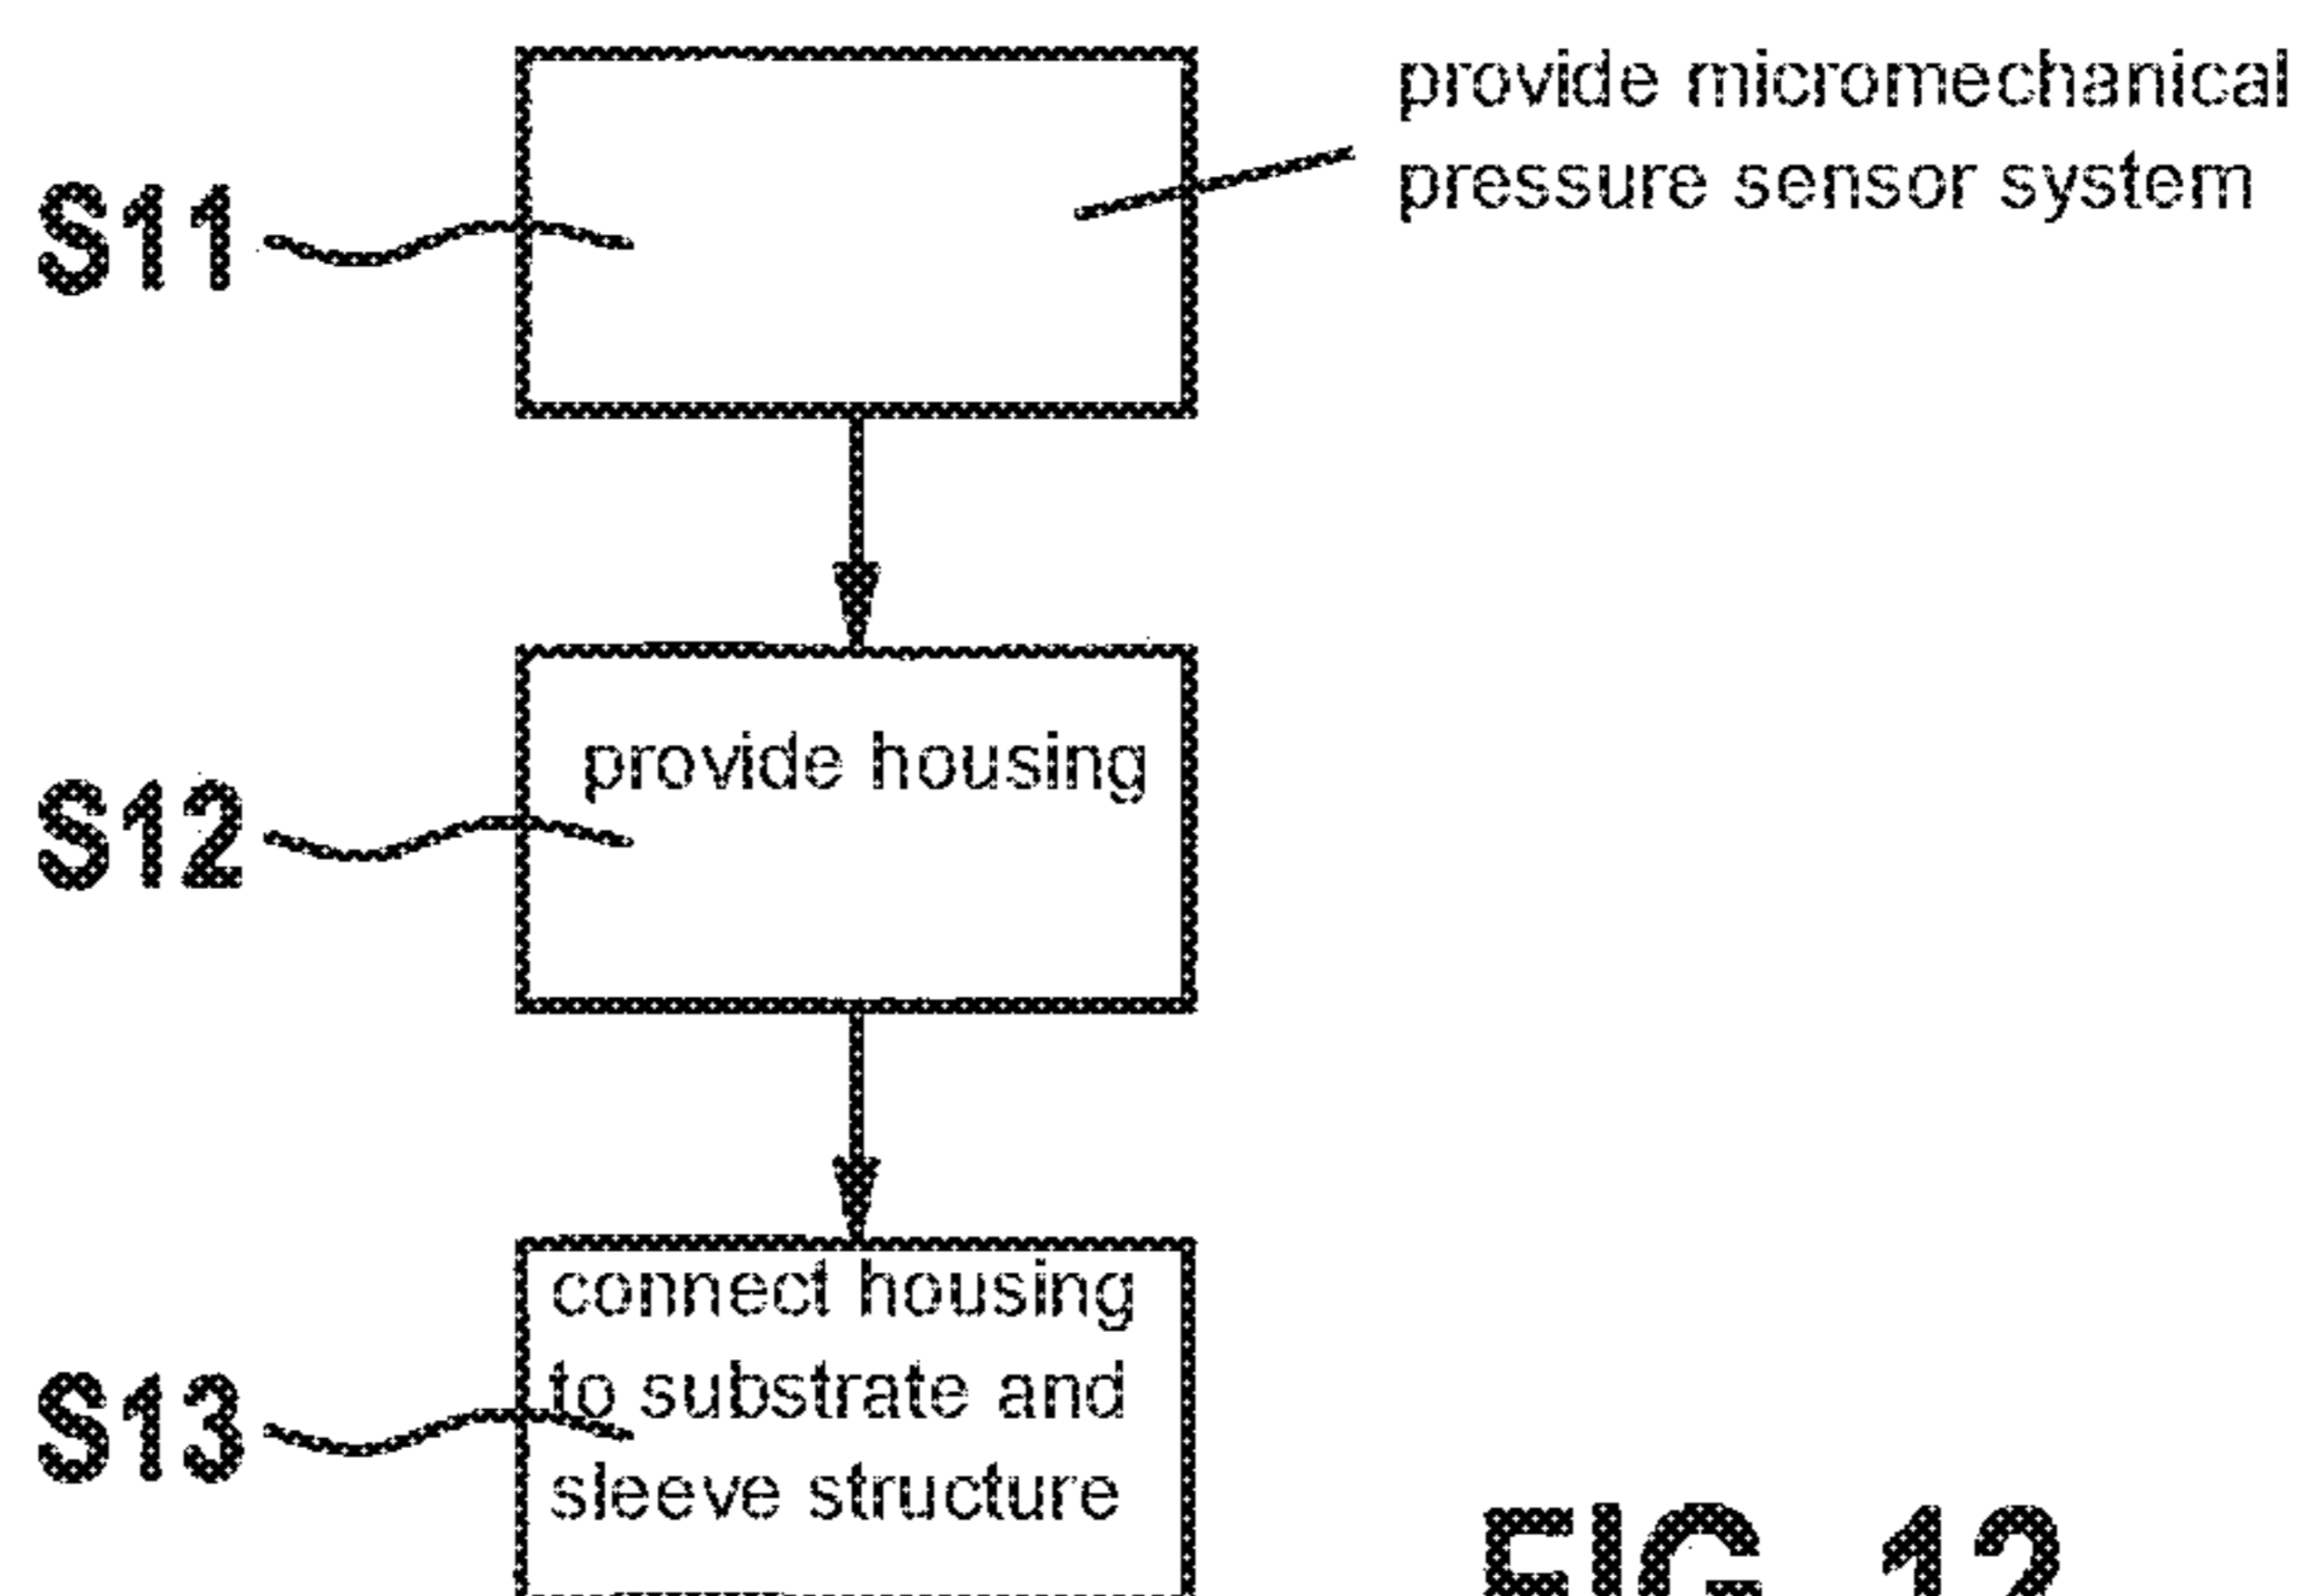 provide micromechanical
pressure sensor system
S11
provide housing
S12
connect housing
to substrate and
sleeve structure
S13
FIG. 12